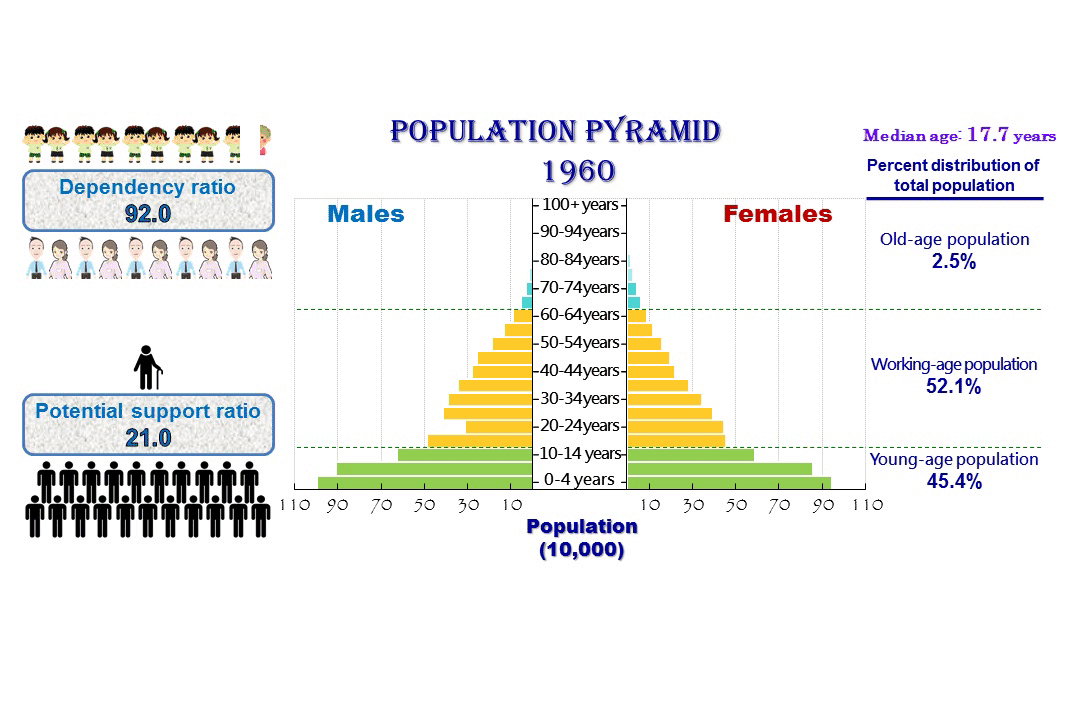 POPULATION PYRAMID
1960
Median age: 17.7 years
Percent distribution of
total population
Dependency ratio
92.0
Potential support ratio
21.0
Males
Females
100+years
90-94years
80-84years
70-74years
60-64years
50-54years
40-44years
30-34years
20-24years
10-14 years
0-4 years
110 90 70 50 30 10
10 30 50 70 90 110
Population
(10,000)
Old-age population
2.5%
Working-age population
52.1%
Young-age population
45.4%